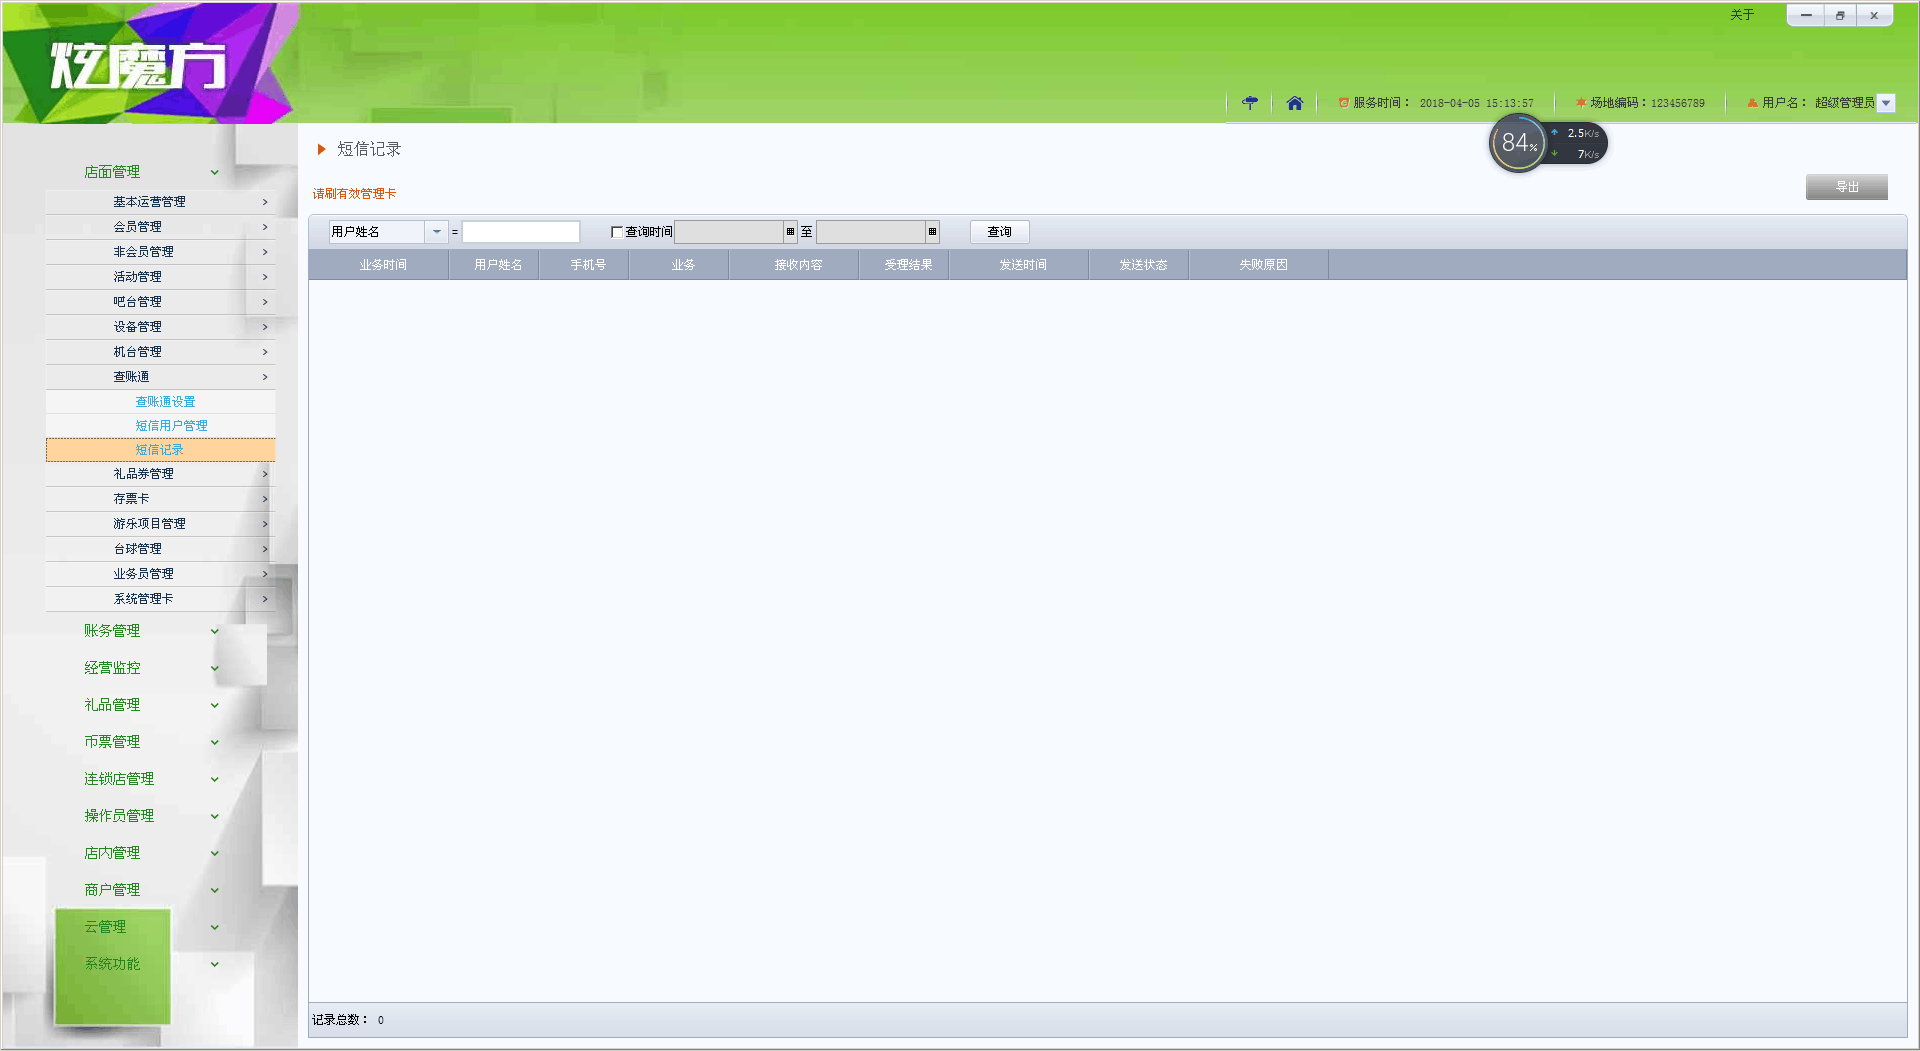 关于
炫魔方
服务时间： 2018-04-05 15:13:57
场地编码：123456789
用户名： 超级管理员
84%
2.5K/s
7K/s
短信记录
请刷有效管理卡
导出
用户姓名 = 查询时间 至 查询
业务时间 用户姓名 手机号 业务 接收内容 受理结果 发送时间 发送状态 失败原因
店面管理
基本运营管理
会员管理
非会员管理
活动管理
吧台管理
设备管理
机台管理
查账通
查账通设置
短信用户管理
短信记录
礼品券管理
存票卡
游乐项目管理
台球管理
业务员管理
系统管理卡
账务管理
经营监控
礼品管理
币票管理
连锁店管理
操作员管理
店内管理
商户管理
云管理
系统功能
记录总数： 0